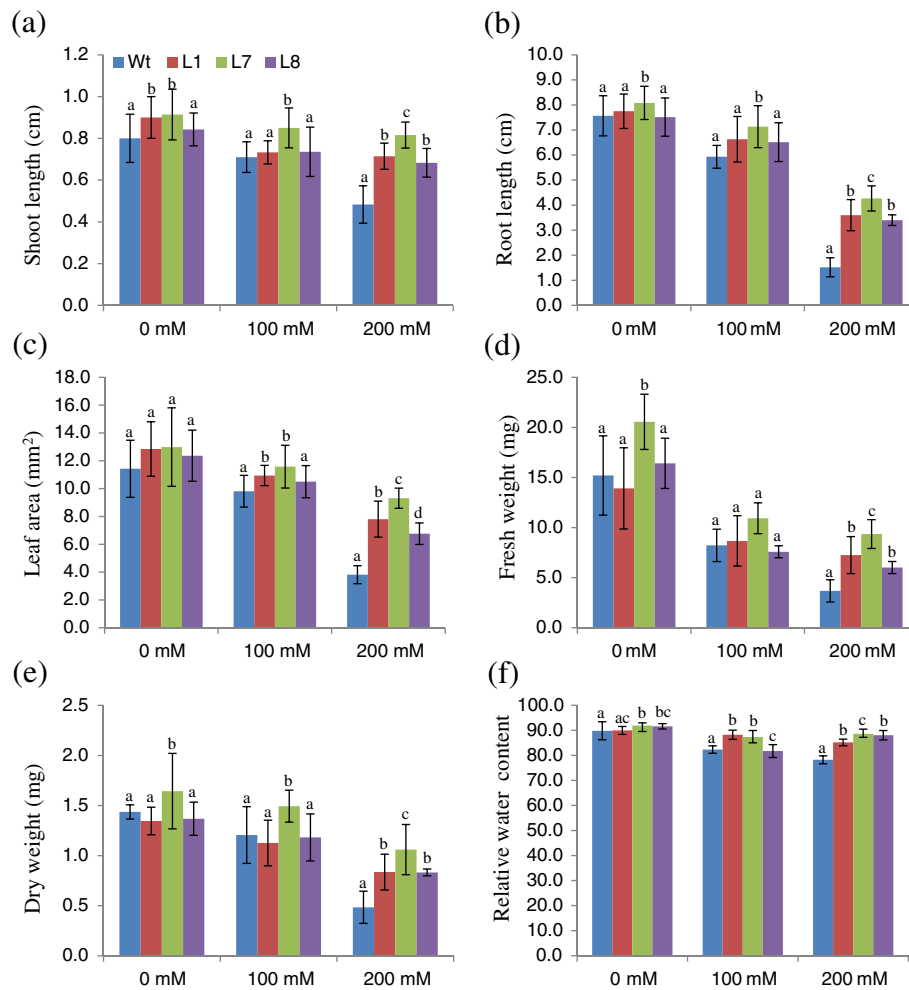 (a)
Shoot length (cm)
1.2
1.0
0.8
0.6
0.4
0.2
0.0
Wt L1 L7 L8
a b b a
a a b a
a b c b
0 mM 100 mM 200 mM
(b)
Root length (cm)
10.0
9.0
8.0
7.0
6.0
5.0
4.0
3.0
2.0
1.0
0.0
a a b a
a a b a
a b c b
0 mM 100 mM 200 mM
(c)
Leaf area (mm²)
18.0
16.0
14.0
12.0
10.0
8.0
6.0
4.0
2.0
0.0
a a a a
a b b a
a b c d
0 mM 100 mM 200 mM
(d)
Fresh weight (mg)
25.0
20.0
15.0
10.0
5.0
0.0
a a b a
a a a a
a b c b
0 mM 100 mM 200 mM
(e)
Dry weight (mg)
2.5
2.0
1.5
1.0
0.5
0.0
a a b a
a a b a
a b c b
0 mM 100 mM 200 mM
(f)
Relative water content
100.0
90.0
80.0
70.0
60.0
50.0
40.0
30.0
20.0
10.0
0.0
a ac b bc
a b b c
a b c b
0 mM 100 mM 200 mM